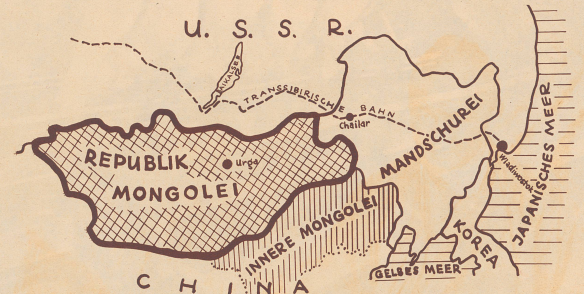 U. S. S. R.
BAIKALSEE
TRANSSIBIRISCHE BAHN
Chailar
MANDSCHUREI
REPUBLIK
MONGOLEI
Urga
Wladiwostok
JAPANISCHES MEER
INNERE MONGOLEI
KOREA
GELBES MEER
CHINA